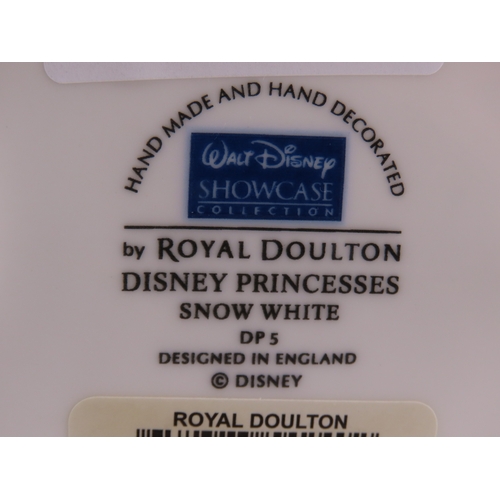 HAND MADE AND HAND DECORATED
WALT DISNEY
SHOWCASE
COLLECTION
by ROYAL DOULTON
DISNEY PRINCESSES
SNOW WHITE
DP 5
DESIGNED IN ENGLAND
© DISNEY
ROYAL DOULTON